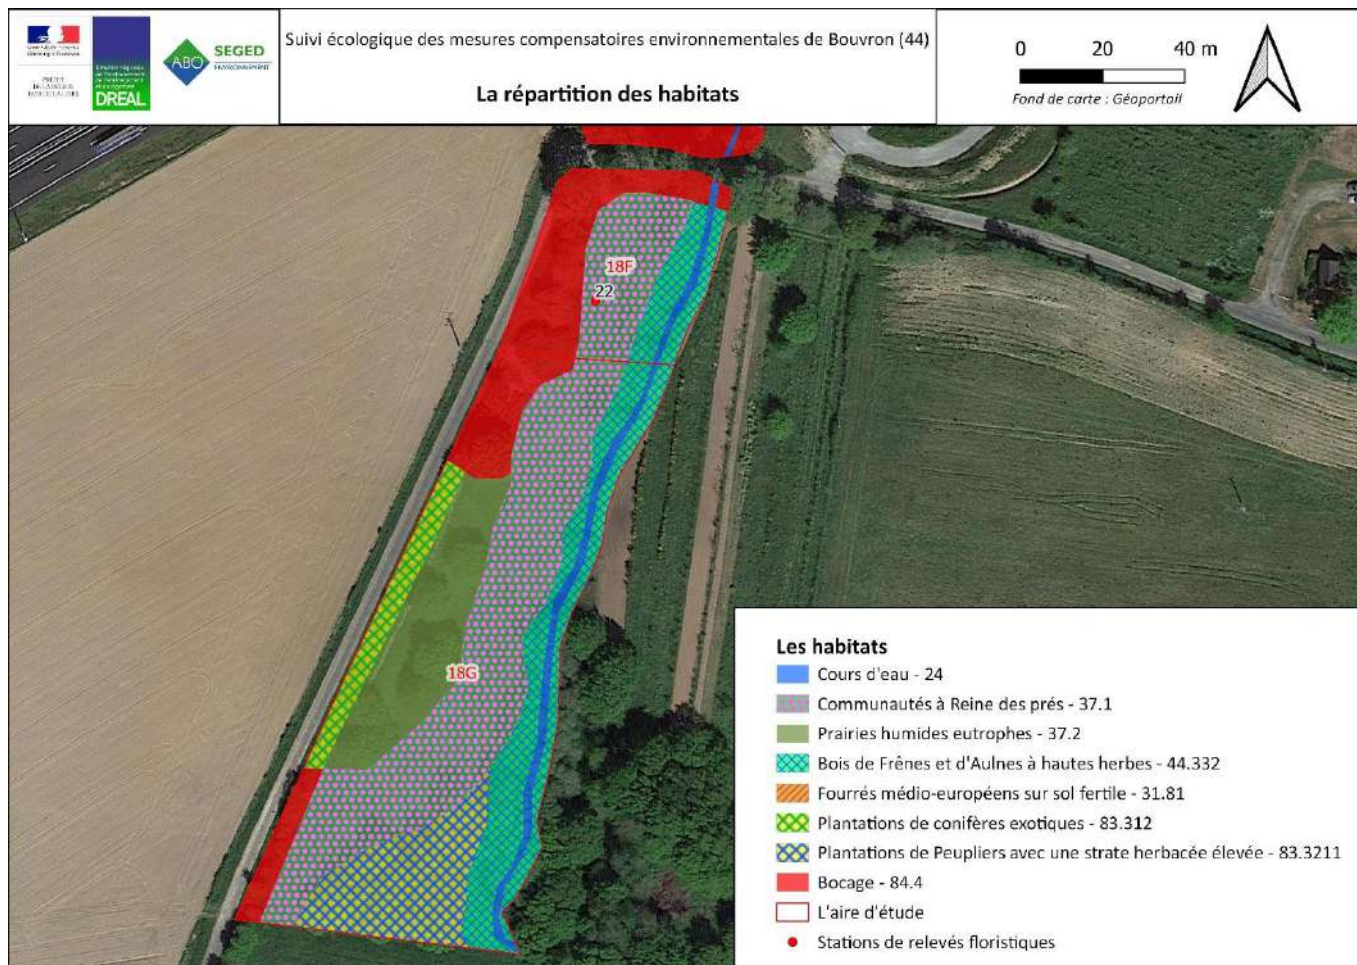 DREAL
ABO
SEGED
ENVIRONNEMENT
Suivi écologique des mesures compensatoires environnementales de Bouvron (44)
La répartition des habitats
0 20 40 m
Fond de carte : Géoportail
18F
22
18G
Les habitats
Cours d'eau - 24
Communautés à Reine des prés - 37.1
Prairies humides eutrophes - 37.2
Bois de Frênes et d'Aulnes à hautes herbes - 44.332
Fourrés médio-européens sur sol fertile - 31.81
Plantations de conifères exotiques - 83.312
Plantations de Peupliers avec une strate herbacée élevée - 83.3211
Bocage - 84.4
L'aire d'étude
Stations de relevés floristiques